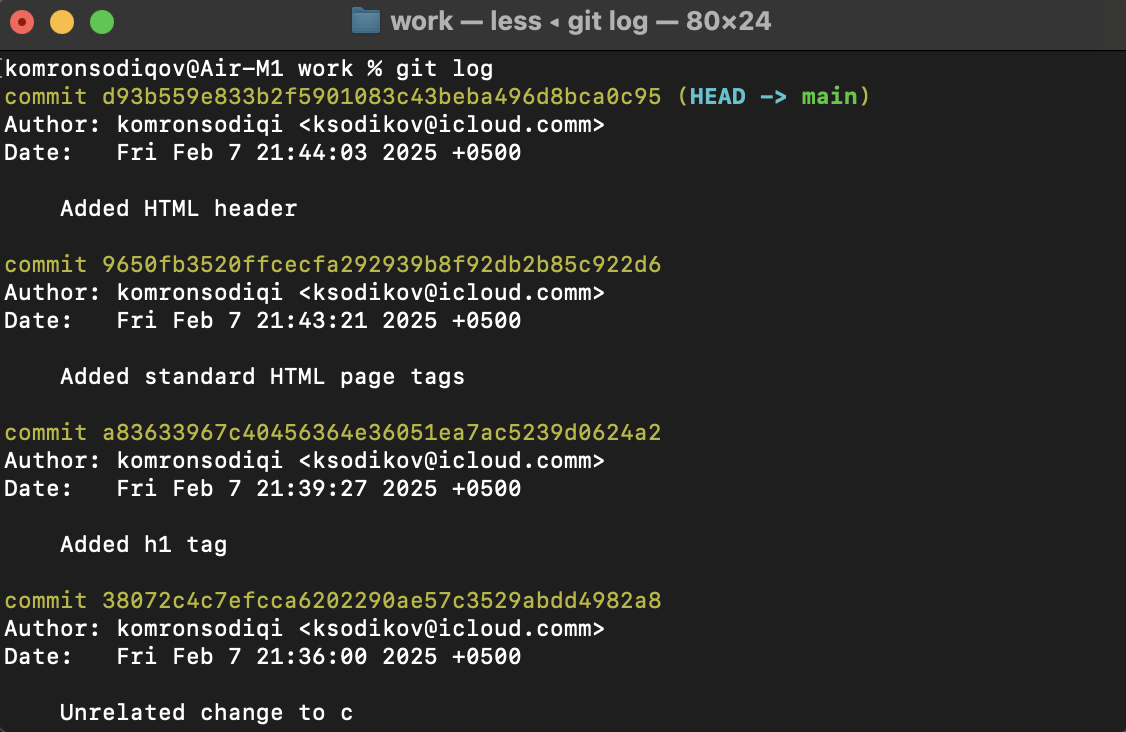 work — less ◂ git log — 80×24
[komronsodiqov@Air-M1 work % git log
commit d93b559e833b2f5901083c43beba496d8bca0c95 (HEAD -> main)
Author: komronsodiqi <ksodikov@icloud.comm>
Date:   Fri Feb 7 21:44:03 2025 +0500
    Added HTML header
commit 9650fb3520ffcecfa292939b8f92db2b85c922d6
Author: komronsodiqi <ksodikov@icloud.comm>
Date:   Fri Feb 7 21:43:21 2025 +0500
    Added standard HTML page tags
commit a83633967c40456364e36051ea7ac5239d0624a2
Author: komronsodiqi <ksodikov@icloud.comm>
Date:   Fri Feb 7 21:39:27 2025 +0500
    Added h1 tag
commit 38072c4c7efcca6202290ae57c3529abdd4982a8
Author: komronsodiqi <ksodikov@icloud.comm>
Date:   Fri Feb 7 21:36:00 2025 +0500
    Unrelated change to c